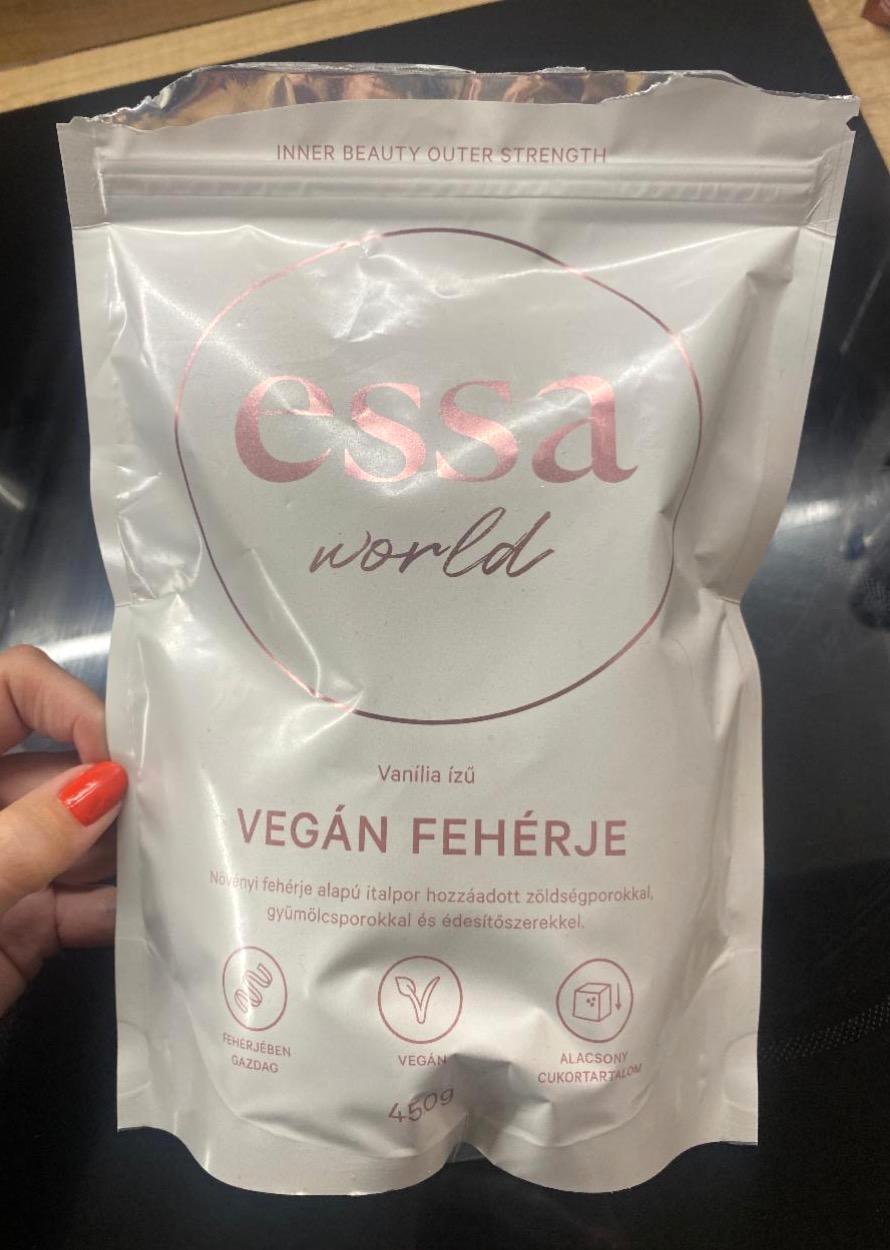 INNER BEAUTY OUTER STRENGTH
essa
world
Vanília ízű
VEGÁN FEHÉRJE
Növényi fehérje alapú italpor hozzáadott zöldségporokkal,
gyümölcsporokkal és édesítőszerekkel.
FEHÉRJÉBEN
GAZDAG
VEGÁN
ALACSONY
CUKORTARTALOM
450g